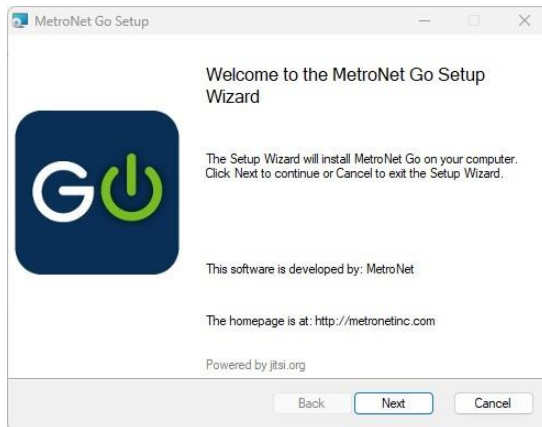 MetroNet Go Setup
Welcome to the MetroNet Go Setup
Wizard
GO
The Setup Wizard will install MetroNet Go on your computer.
Click Next to continue or Cancel to exit the Setup Wizard.
This software is developed by: MetroNet
The homepage is at: http://metronetinc.com
Powered by jitsi.org
Back
Next
Cancel